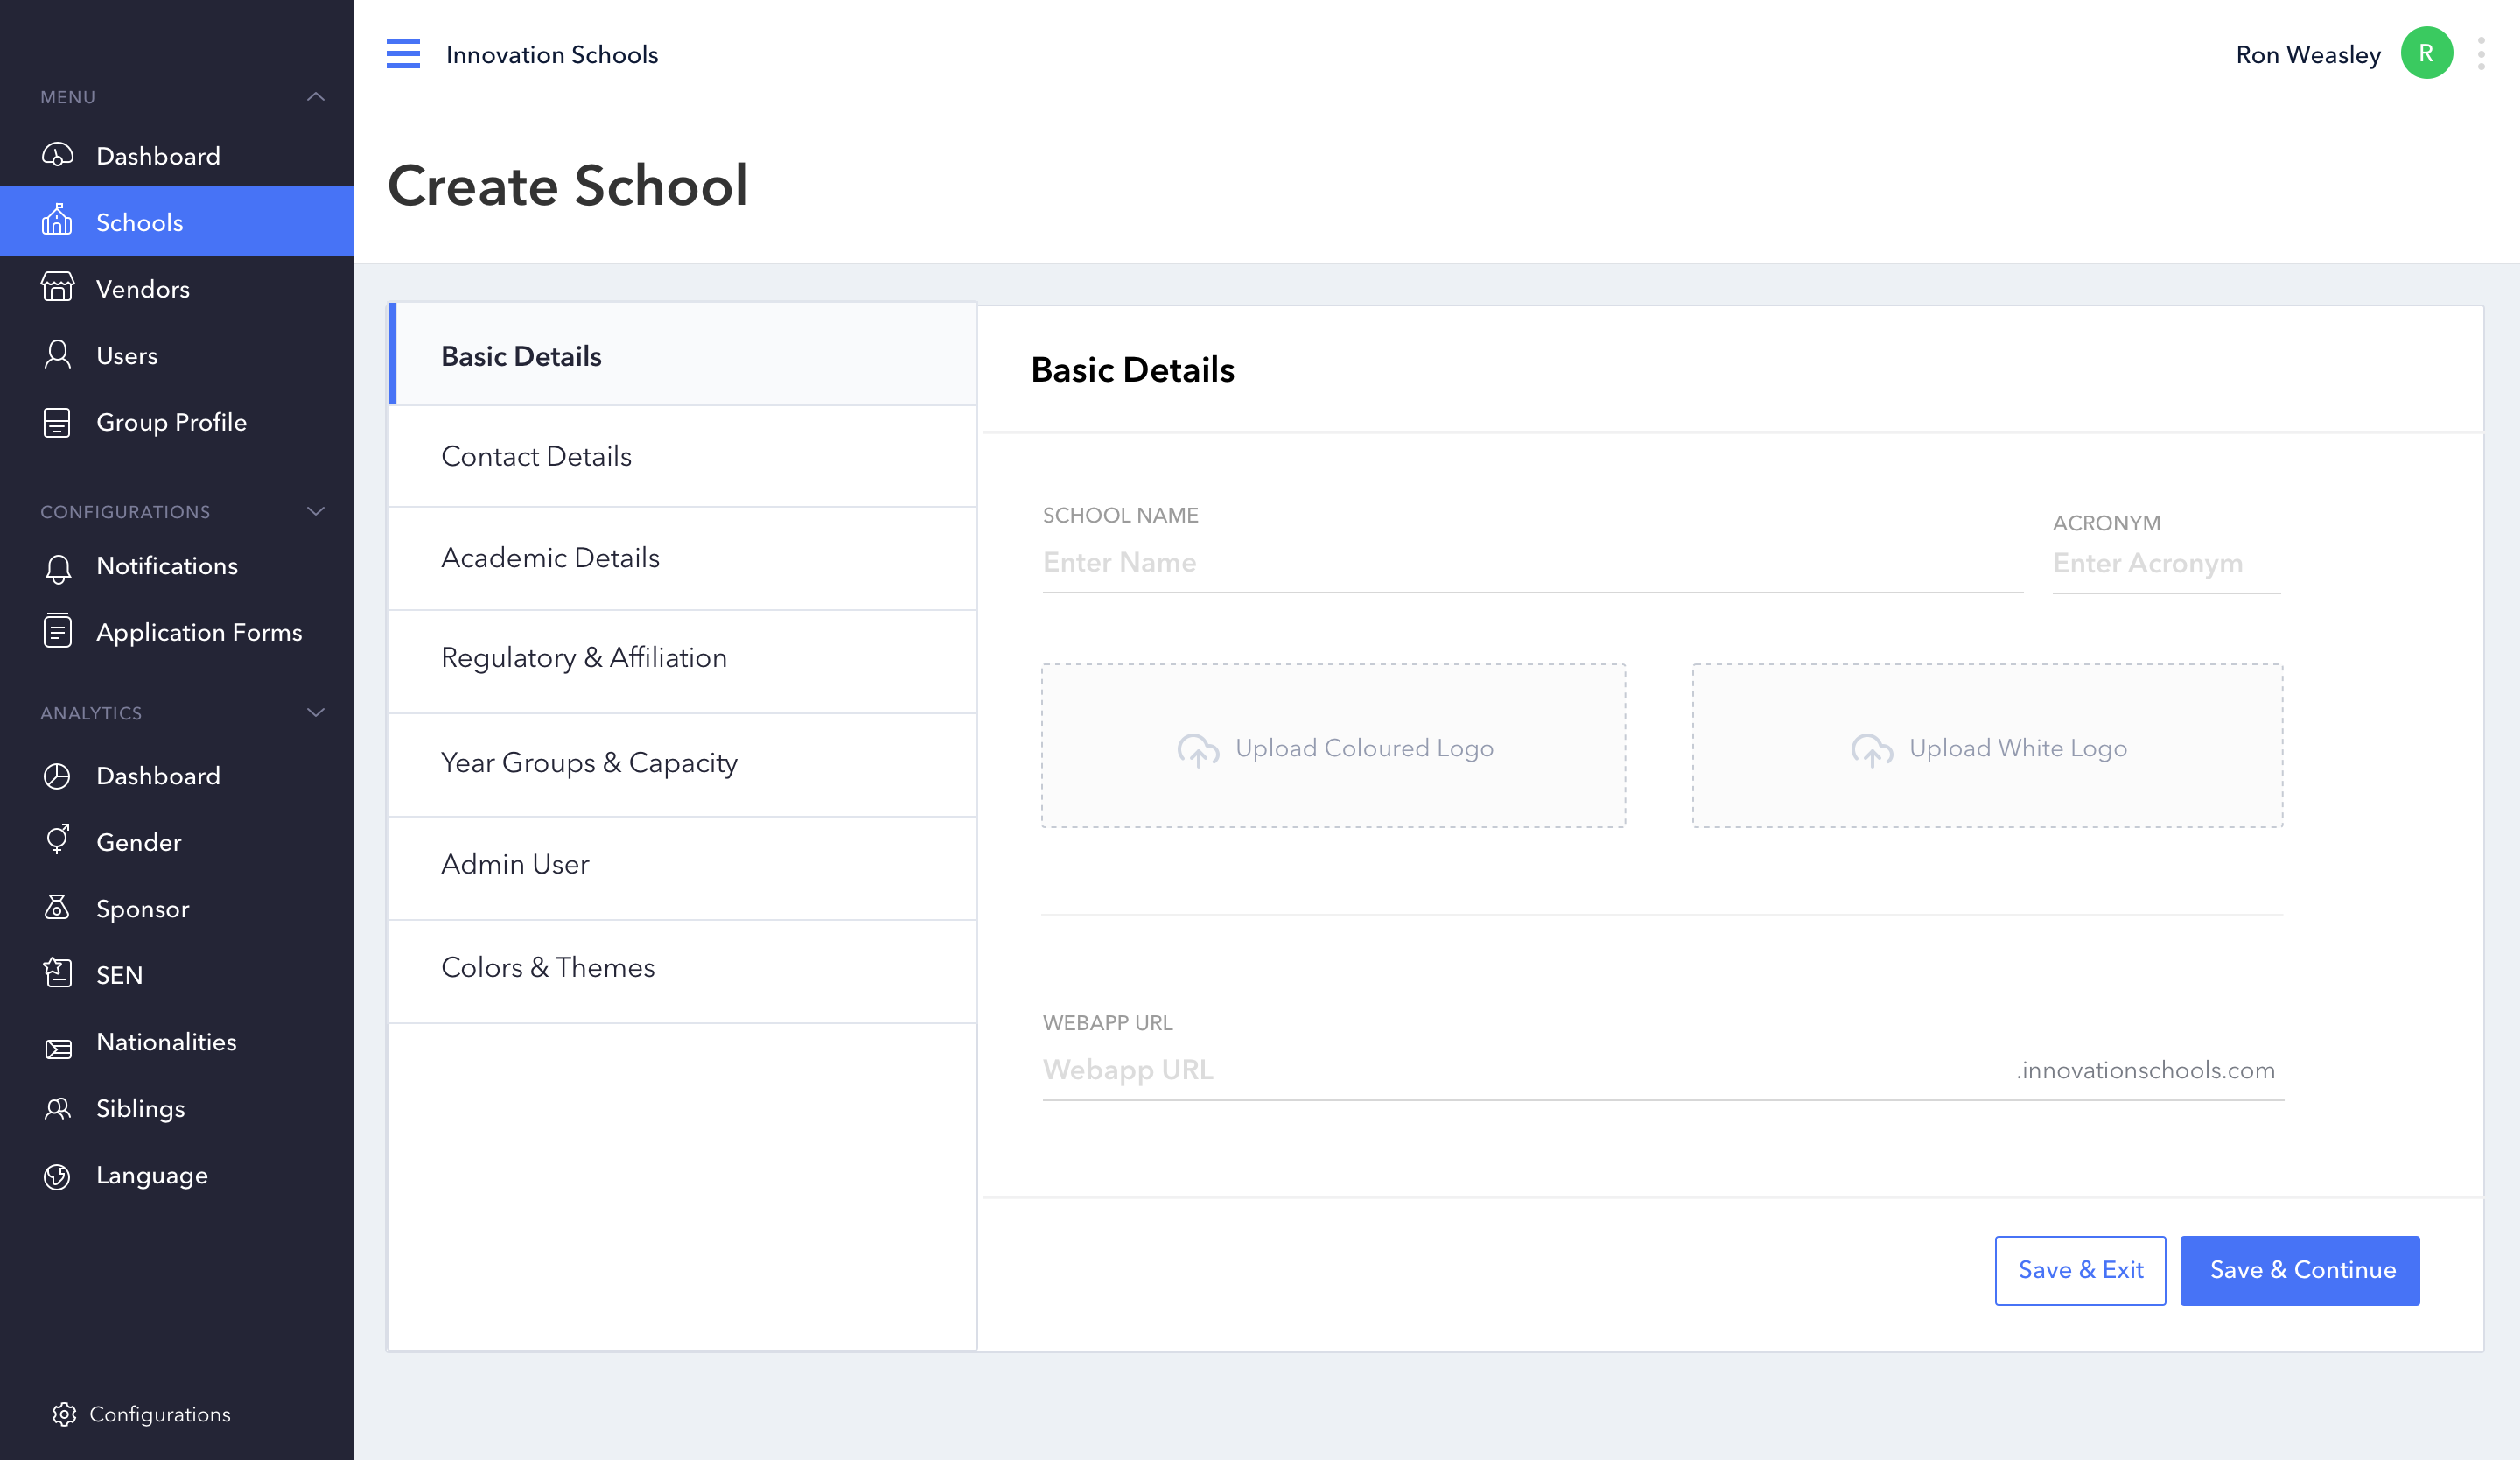 MENU
Dashboard
Schools
Vendors
Users
Group Profile
CONFIGURATIONS
Notifications
Application Forms
ANALYTICS
Dashboard
Gender
Sponsor
SEN
Nationalities
Siblings
Language
Configurations
Innovation Schools
Ron Weasley
R
Create School
Basic Details
Contact Details
Academic Details
Regulatory & Affiliation
Year Groups & Capacity
Admin User
Colors & Themes
Basic Details
SCHOOL NAME
Enter Name
ACRONYM
Enter Acronym
Upload Coloured Logo
Upload White Logo
WEBAPP URL
Webapp URL
.innovationschools.com
Save & Exit
Save & Continue